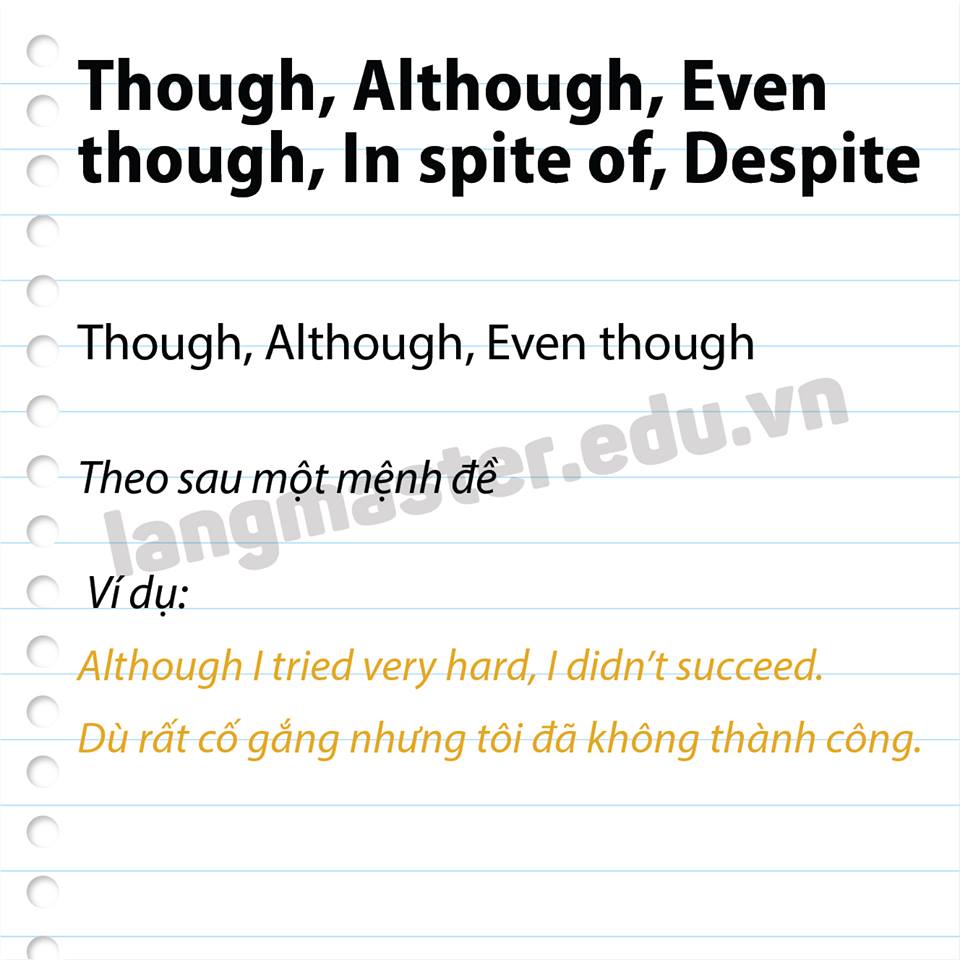 Though, Although, Even
though, In spite of, Despite
Though, Although, Even though
langmaster.edu.vn
Theo sau một mệnh đề
Ví dụ:
Although I tried very hard, I didn’t succeed.
Dù rất cố gắng nhưng tôi đã không thành công.